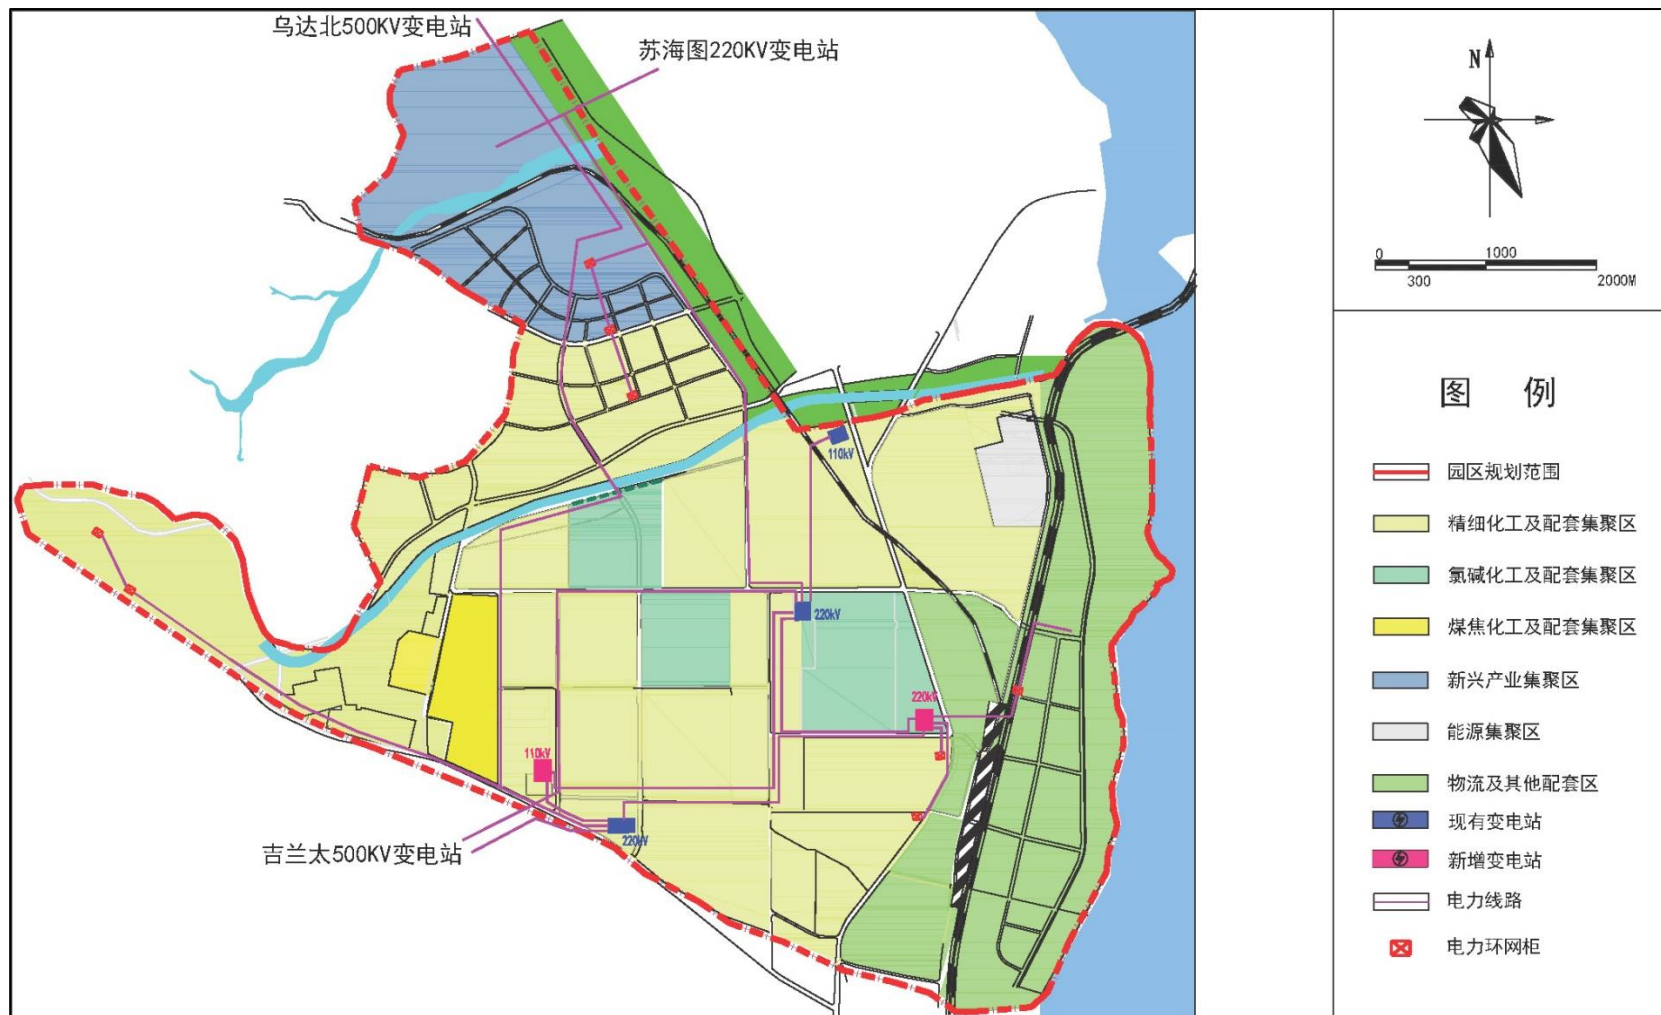 乌达北500KV变电站
苏海图220KV变电站
110kV
220kV
220kV
110kV
220kV
吉兰太500KV变电站
N
0
1000
300
2000M
图 例
园区规划范围
精细化工及配套集聚区
氯碱化工及配套集聚区
煤焦化工及配套集聚区
新兴产业集聚区
能源集聚区
物流及其他配套区
现有变电站
新增变电站
电力线路
电力环网柜